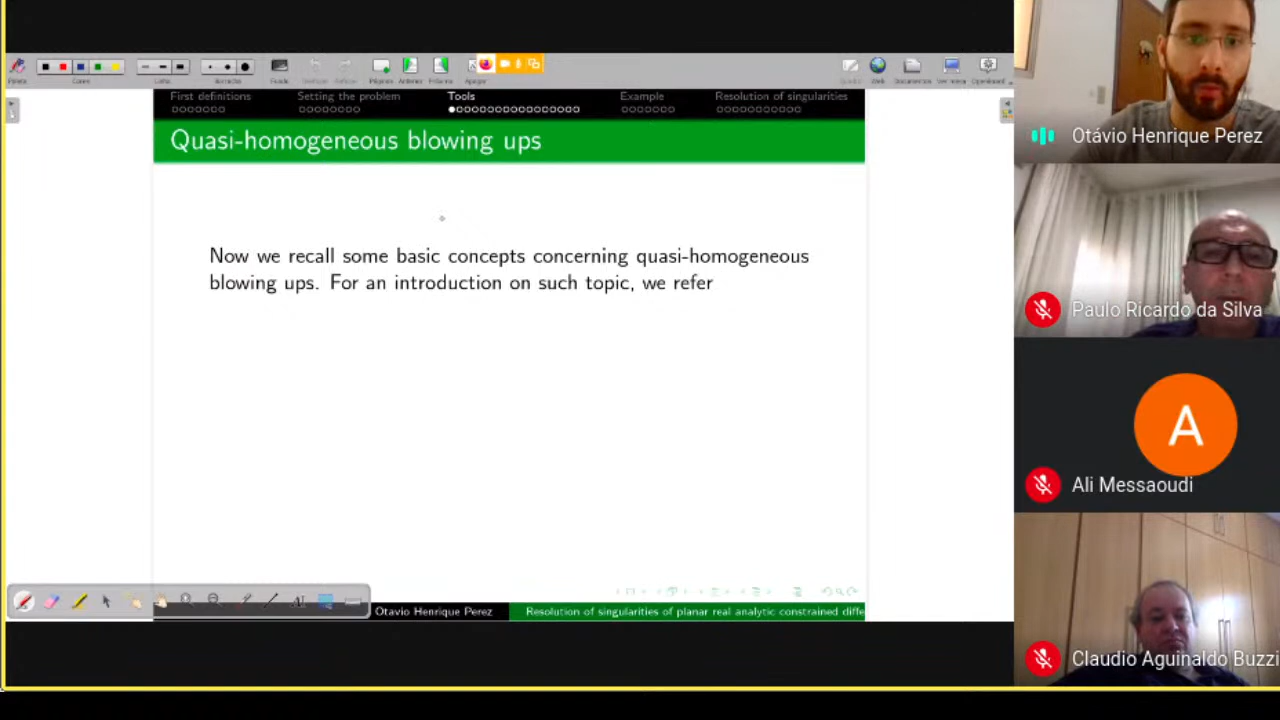 First definitions
Setting the problem
Tools
Example
Resolution of singularities
Quasi-homogeneous blowing ups
Now we recall some basic concepts concerning quasi-homogeneous
blowing ups. For an introduction on such topic, we refer
Otavio Henrique Perez
Resolution of singularities of planar real analytic constrained diffe
Otávio Henrique Perez
Paulo Ricardo da Silva
A
Ali Messaoudi
Claudio Aguinaldo Buzzi